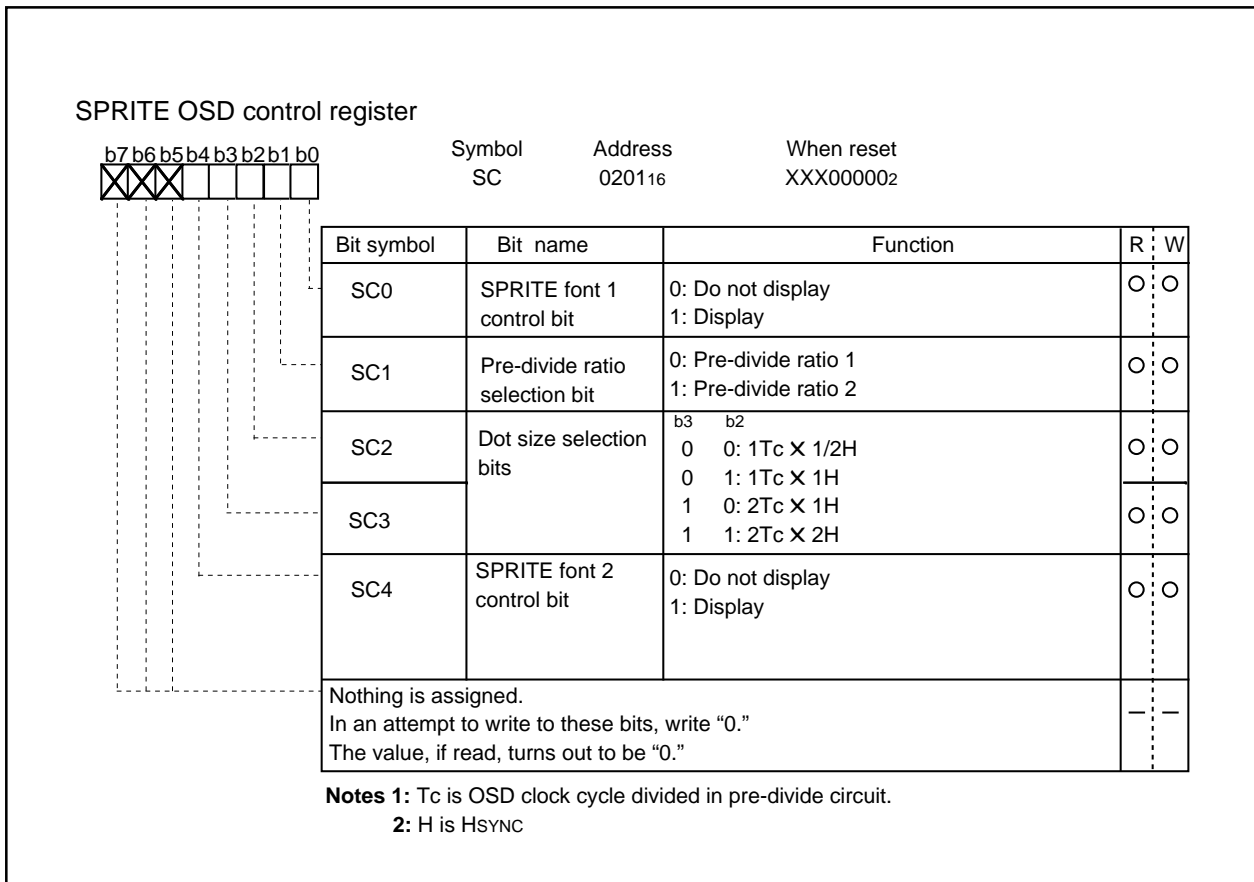 SPRITE OSD control register
b7 b6 b5 b4 b3 b2 b1 b0
Symbol Address When reset
SC 020116 XXX000002
Bit symbol Bit name Function R W
SC0 SPRITE font 1 control bit 0: Do not display
1: Display
SC1 Pre-divide ratio selection bit 0: Pre-divide ratio 1
1: Pre-divide ratio 2
SC2 Dot size selection bits b3 b2
0 0: 1Tc X 1/2H
0 1: 1Tc X 1H
SC3 1 0: 2Tc X 1H
1 1: 2Tc X 2H
SC4 SPRITE font 2 control bit 0: Do not display
1: Display
Nothing is assigned.
In an attempt to write to these bits, write “0.”
The value, if read, turns out to be “0.”
Notes 1: Tc is OSD clock cycle divided in pre-divide circuit.
2: H is HSYNC